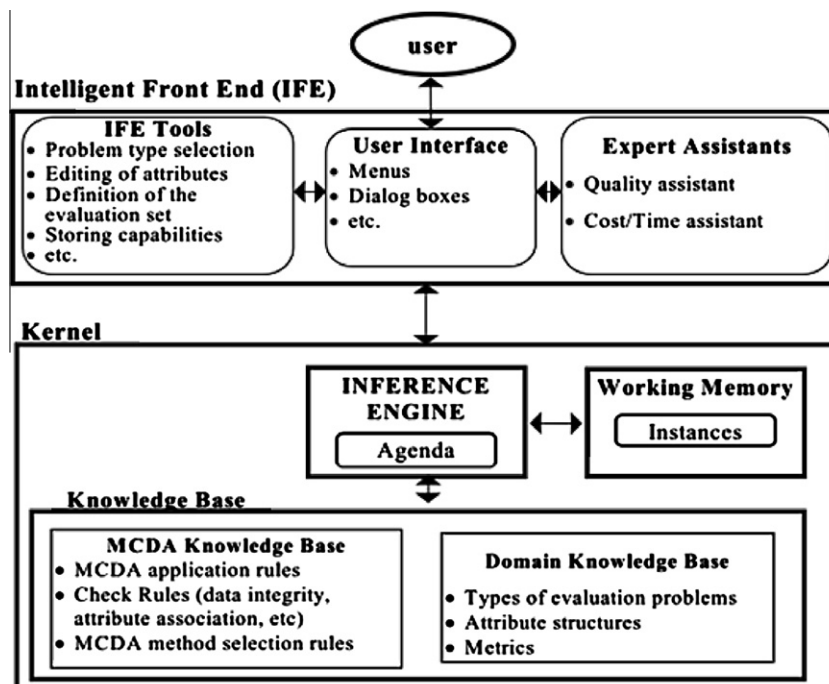 user
Intelligent Front End (IFE)
IFE Tools
• Problem type selection
• Editing of attributes
• Definition of the
evaluation set
• Storing capabilities
• etc.
User Interface
• Menus
• Dialog boxes
• etc.
Expert Assistants
• Quality assistant
• Cost/Time assistant
Kernel
INFERENCE
ENGINE
Agenda
Working Memory
Instances
Knowledge Base
MCDA Knowledge Base
• MCDA application rules
• Check Rules (data integrity,
attribute association, etc)
• MCDA method selection rules
Domain Knowledge Base
• Types of evaluation problems
• Attribute structures
• Metrics